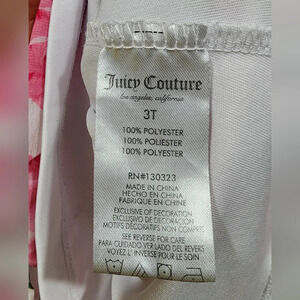 Juicy Couture
los angeles, california
3T
100% POLYESTER
100% POLIESTER
100% POLYESTER
RN#130323
MADE IN CHINA
HECHO EN CHINA
FABRIQUE EN CHINE
EXCLUSIVE OF DECORATION
EXCLUSIVO DE DECORACION
MOTIFS DÉCORATIFS NON COMPRIS
SEE REVERSE FOR CARE
PARA CUIDADO VER LADO DEL REVERS
VOYEZ L'INVERSE POUR LE SOIN